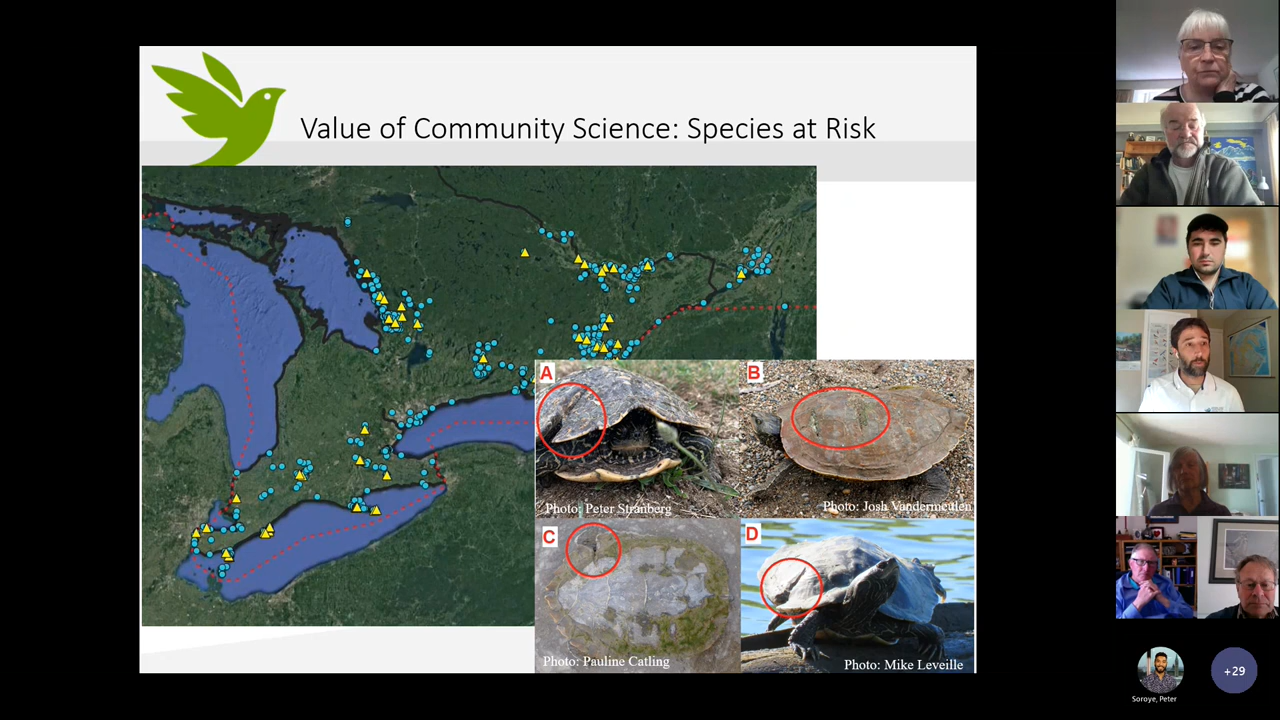 Value of Community Science: Species at Risk
A
B
Photo: Peter Stranberg
Photo: Josh Vandermeulen
C
D
Photo: Pauline Catling
Photo: Mike Leveille
+29
Soroye, Peter